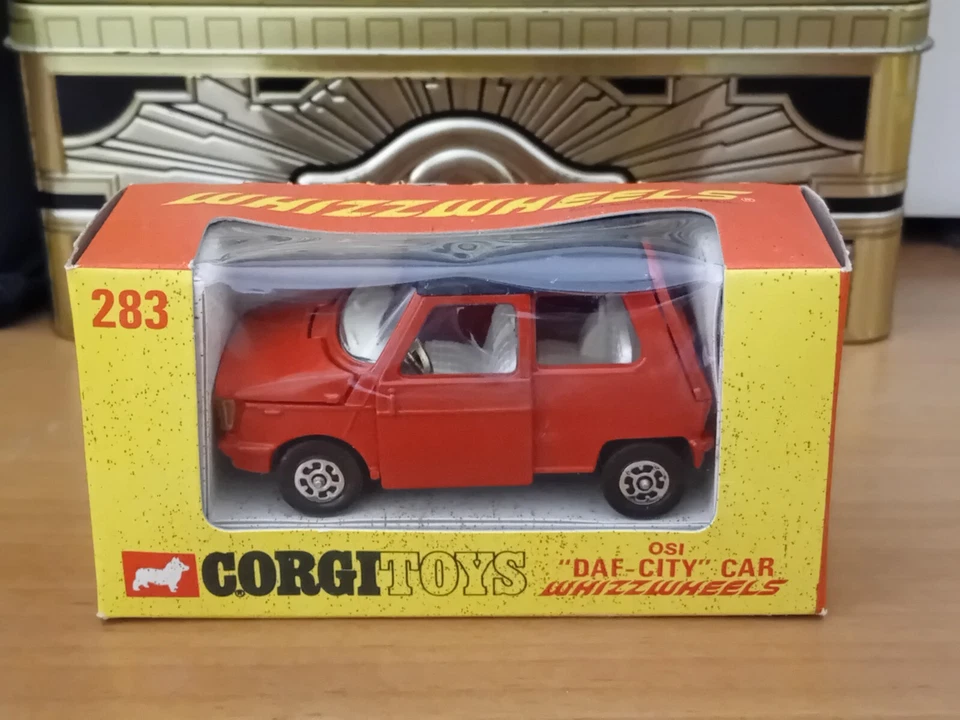 WHIZZWHEELS®
283
CORGI TOYS
OSI
"DAF-CITY" CAR
WHIZZWHEELS